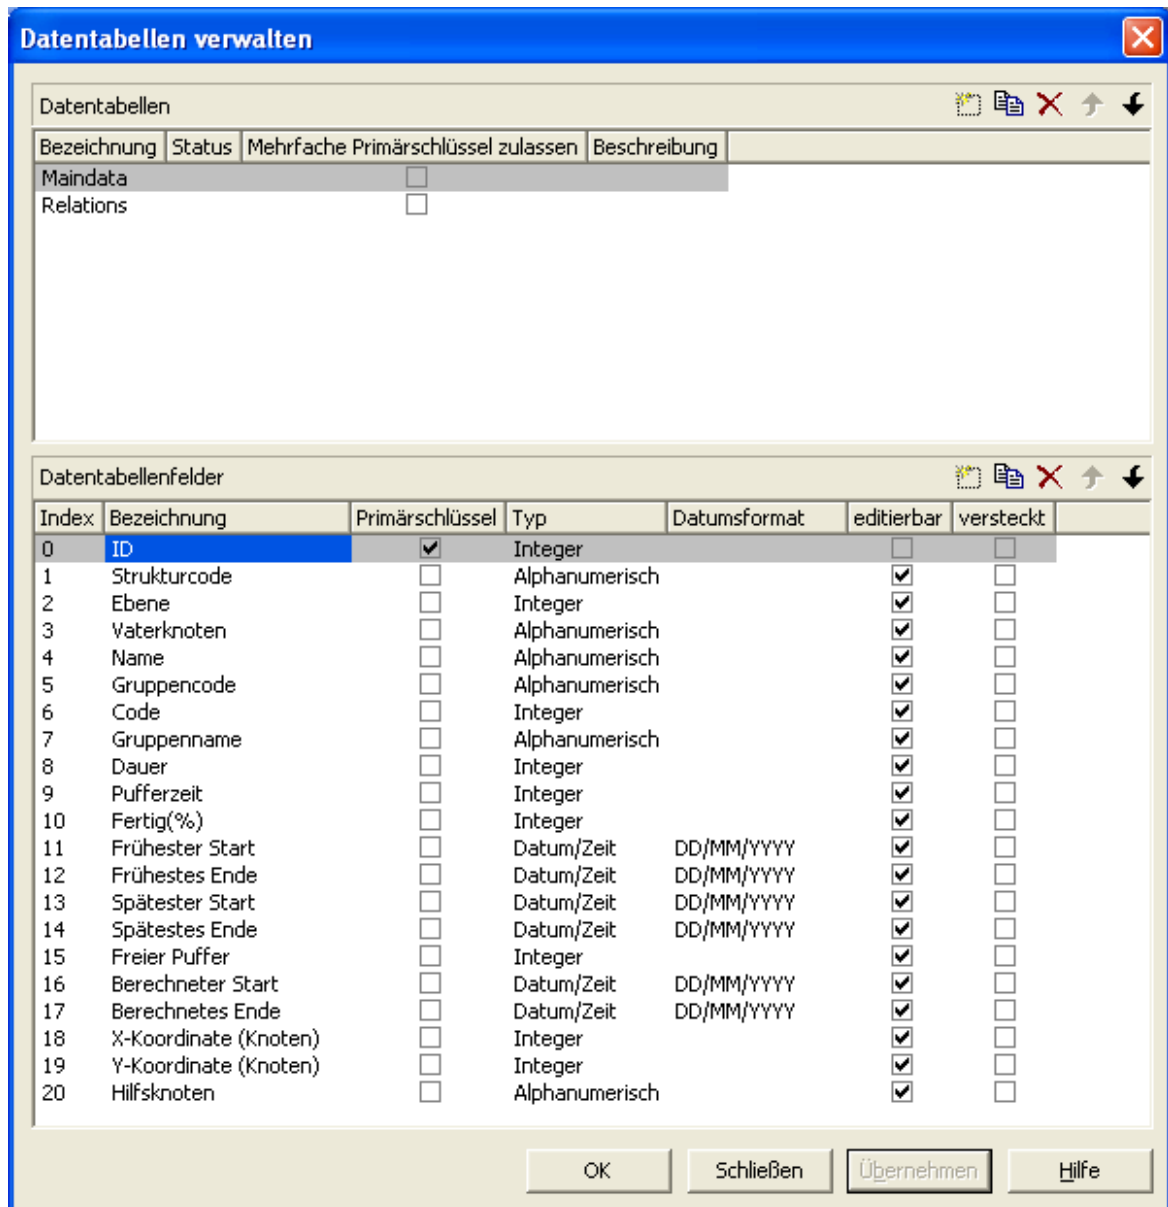 Datentabellen verwalten
Datentabellen
Bezeichnung Status Mehrfache Primärschlüssel zulassen Beschreibung
Maindata
Relations
Datentabellenfelder
Index Bezeichnung Primärschlüssel Typ Datumsformat editierbar versteckt
0 ID Integer
1 Strukturcode Alphanumerisch
2 Ebene Integer
3 Vaterknoten Alphanumerisch
4 Name Alphanumerisch
5 Gruppencode Alphanumerisch
6 Code Integer
7 Gruppenname Alphanumerisch
8 Dauer Integer
9 Pufferzeit Integer
10 Fertig(%) Integer
11 Frühester Start Datum/Zeit DD/MM/YYYY
12 Frühestes Ende Datum/Zeit DD/MM/YYYY
13 Spätester Start Datum/Zeit DD/MM/YYYY
14 Spätestes Ende Datum/Zeit DD/MM/YYYY
15 Freier Puffer Integer
16 Berechneter Start Datum/Zeit DD/MM/YYYY
17 Berechnetes Ende Datum/Zeit DD/MM/YYYY
18 X-Koordinate (Knoten) Integer
19 Y-Koordinate (Knoten) Integer
20 Hilfsknoten Alphanumerisch
OK Schließen Übernehmen Hilfe